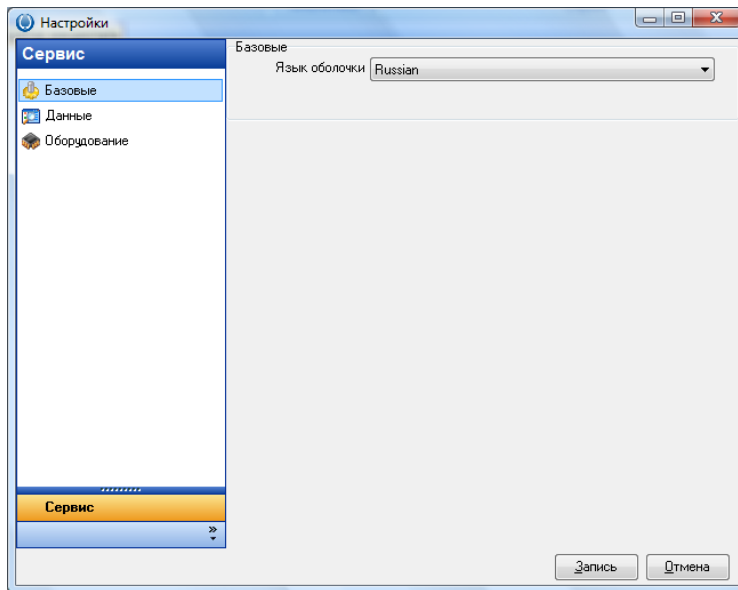 Настройки
Сервис
Базовые
Данные
Оборудование
Сервис
Базовые
Язык оболочки Russian
Запись Отмена